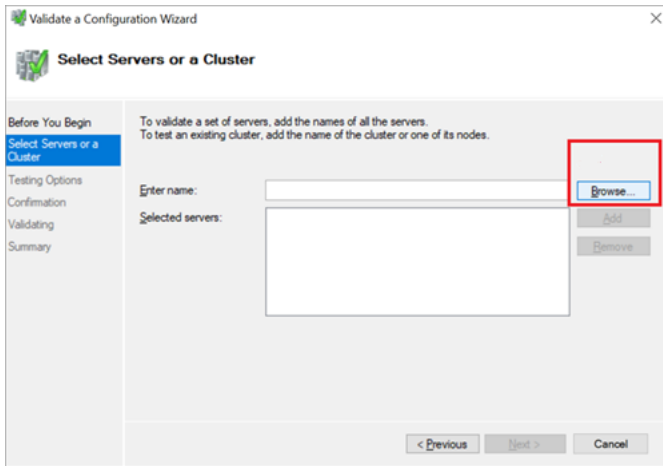 Validate a Configuration Wizard
Select Servers or a Cluster
Before You Begin
Select Servers or a
Cluster
Testing Options
Confirmation
Validating
Summary
To validate a set of servers, add the names of all the servers.
To test an existing cluster, add the name of the cluster or one of its nodes.
Enter name:
Browse...
Selected servers:
Add
Remove
< Previous
Next >
Cancel